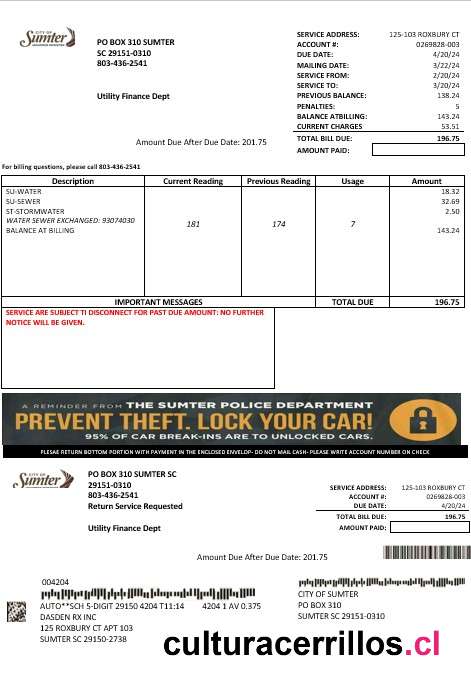 CITY OF
Sumter
PO BOX 310 SUMTER
SC 29151-0310
803-436-2541
Utility Finance Dept
SERVICE ADDRESS: 125-103 ROXBURY CT
ACCOUNT #: 0269828-003
DUE DATE: 4/20/24
MAILING DATE: 3/22/24
SERVICE FROM: 2/20/24
SERVICE TO: 3/20/24
PREVIOUS BALANCE: 138.24
PENALTIES: 5
BALANCE ATBILLING: 143.24
CURRENT CHARGES 53.51
TOTAL BILL DUE: 196.75
AMOUNT PAID:
Amount Due After Due Date: 201.75
For billing questions, please call 803-436-2541
Description Current Reading Previous Reading Usage Amount
SU-WATER 18.32
SU-SEWER 32.69
ST-STORMWATER 2.50
WATER SEWER EXCHANGED: 93074030 181 174 7
BALANCE AT BILLING 143.24
IMPORTANT MESSAGES TOTAL DUE 196.75
SERVICE ARE SUBJECT TI DISCONNECT FOR PAST DUE AMOUNT: NO FURTHER
NOTICE WILL BE GIVEN.
A REMINDER FROM THE SUMTER POLICE DEPARTMENT
PREVENT THEFT. LOCK YOUR CAR!
95% OF CAR BREAK-INS ARE TO UNLOCKED CARS.
PLESAE RETURN BOTTOM PORTION WITH PAYMENT IN THE ENCLOSED ENVELOP- DO NOT MAIL CASH- PLEASE WRITE ACCOUNT NUMBER ON CHECK
CITY OF
Sumter
PO BOX 310 SUMTER SC
29151-0310
803-436-2541
Return Service Requested
Utility Finance Dept
SERVICE ADDRESS: 125-103 ROXBURY CT
ACCOUNT #: 0269828-003
DUE DATE: 4/20/24
TOTAL BILL DUE: 196.75
AMOUNT PAID:
Amount Due After Due Date: 201.75
004204
AUTO**SCH 5-DIGIT 29150 4204 T11:14 4204 1 AV 0.375
DASDEN RX INC
125 ROXBURY CT APT 103
SUMTER SC 29150-2738
CITY OF SUMTER
PO BOX 310
SUMTER SC 29151-0310
culturacerrillos.cl